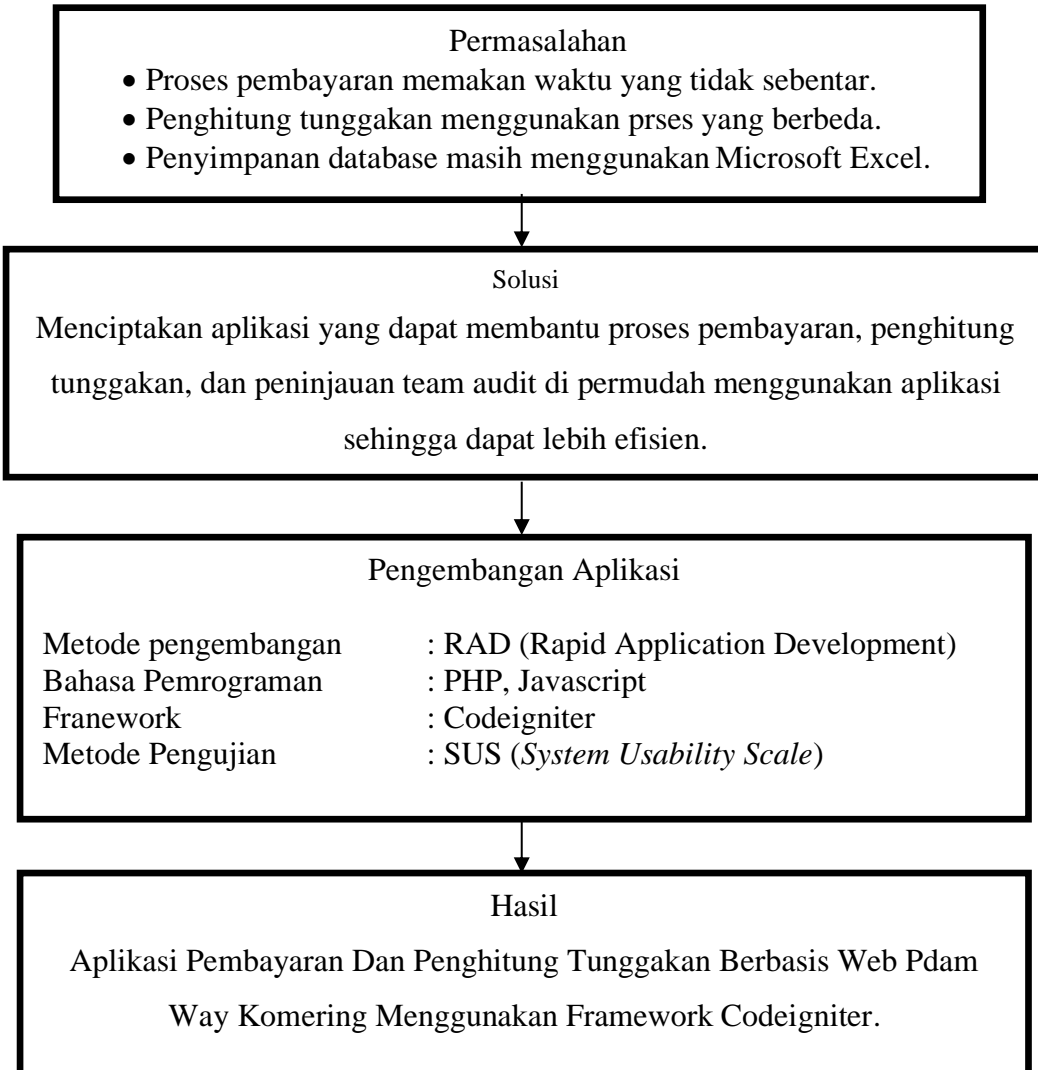 Permasalahan
• Proses pembayaran memakan waktu yang tidak sebentar.
• Penghitung tunggakan menggunakan prses yang berbeda.
• Penyimpanan database masih menggunakan Microsoft Excel.
Solusi
Menciptakan aplikasi yang dapat membantu proses pembayaran, penghitung
tunggakan, dan peninjauan team audit di permudah menggunakan aplikasi
sehingga dapat lebih efisien.
Pengembangan Aplikasi
Metode pengembangan : RAD (Rapid Application Development)
Bahasa Pemrograman : PHP, Javascript
Franework : Codeigniter
Metode Pengujian : SUS (System Usability Scale)
Hasil
Aplikasi Pembayaran Dan Penghitung Tunggakan Berbasis Web Pdam
Way Komering Menggunakan Framework Codeigniter.